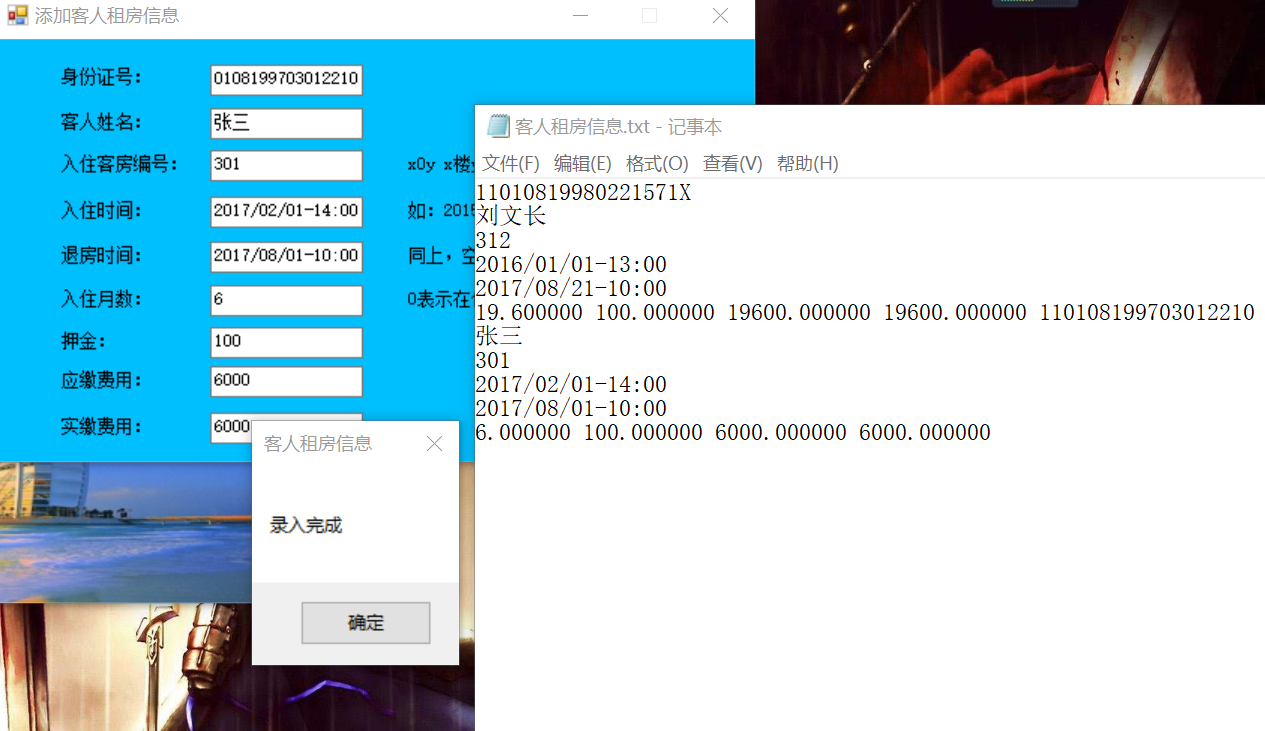 添加客人租房信息
身份证号: 0108199703012210
客人姓名: 张三
入住客房编号: 301 x0y x楼
入住时间: 2017/02/01-14:00 如: 201
退房时间: 2017/08/01-10:00 同上，空
入住月数: 6 0表示在
押金: 100
应缴费用: 6000
实缴费用: 6000
客人租房信息
录入完成
确定
客人租房信息.txt - 记事本
文件(F) 编辑(E) 格式(O) 查看(V) 帮助(H)
11010819980221571X
刘文长
312
2016/01/01-13:00
2017/08/21-10:00
19.600000 100.000000 19600.000000 19600.000000 110108199703012210
张三
301
2017/02/01-14:00
2017/08/01-10:00
6.000000 100.000000 6000.000000 6000.000000